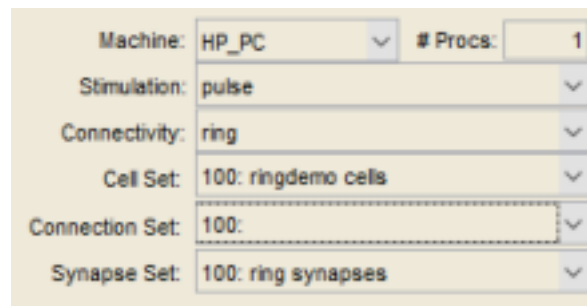 Machine: HP_PC # Procs: 1
Stimulation: pulse
Connectivity: ring
Cell Set: 100: ringdemo cells
Connection Set: 100:
Synapse Set: 100: ring synapses